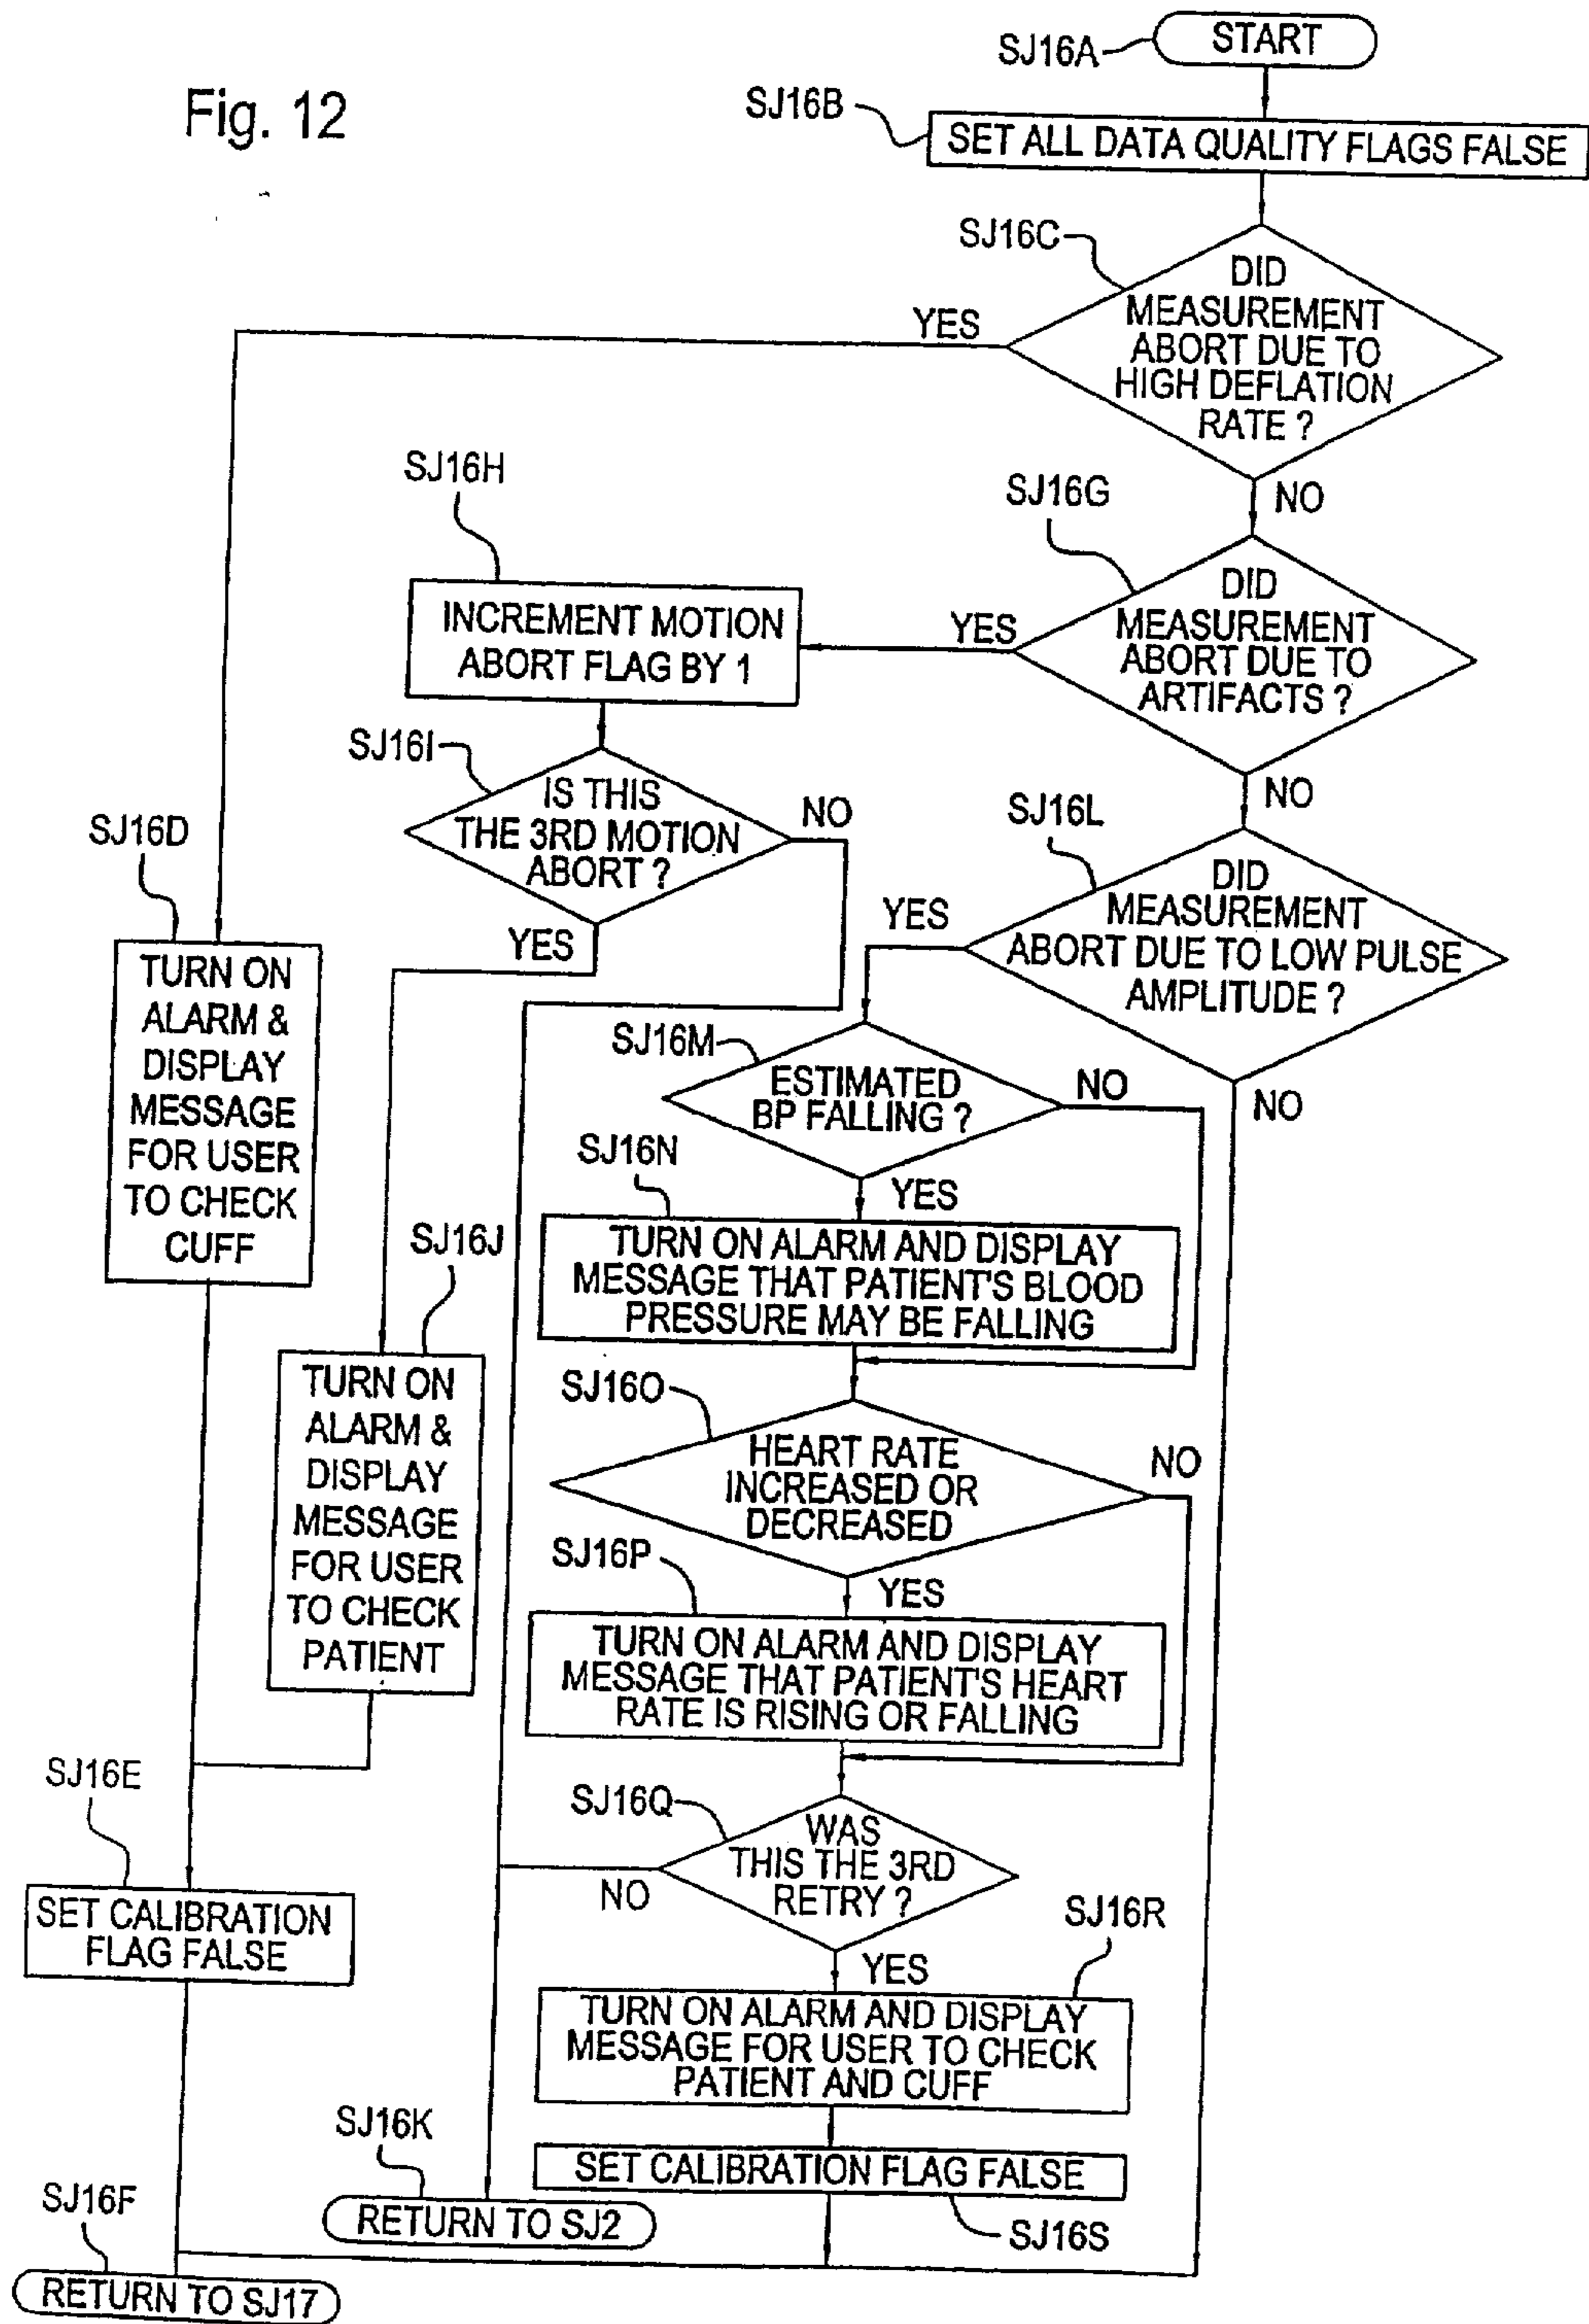 Fig. 12
SJ16A
START
SJ16B
SET ALL DATA QUALITY FLAGS FALSE
SJ16C
DID
MEASUREMENT
ABORT DUE TO
HIGH DEFLATION
RATE ?
YES
NO
SJ16G
DID
MEASUREMENT
ABORT DUE TO
ARTIFACTS ?
YES
NO
SJ16H
INCREMENT MOTION
ABORT FLAG BY 1
SJ16I
IS THIS
THE 3RD MOTION
ABORT ?
NO
YES
SJ16L
DID
MEASUREMENT
ABORT DUE TO LOW PULSE
AMPLITUDE ?
YES
NO
SJ16D
TURN ON
ALARM &
DISPLAY
MESSAGE
FOR USER
TO CHECK
CUFF
SJ16M
ESTIMATED
BP FALLING ?
NO
YES
SJ16N
TURN ON ALARM AND DISPLAY
MESSAGE THAT PATIENT'S BLOOD
PRESSURE MAY BE FALLING
SJ16J
TURN ON
ALARM &
DISPLAY
MESSAGE
FOR USER
TO CHECK
PATIENT
SJ16O
HEART RATE
INCREASED OR
DECREASED
NO
YES
SJ16P
TURN ON ALARM AND DISPLAY
MESSAGE THAT PATIENT'S HEART
RATE IS RISING OR FALLING
SJ16E
SET CALIBRATION
FLAG FALSE
SJ16Q
WAS
THIS THE 3RD
RETRY ?
NO
YES
SJ16R
TURN ON ALARM AND DISPLAY
MESSAGE FOR USER TO CHECK
PATIENT AND CUFF
SJ16K
RETURN TO SJ2
SET CALIBRATION FLAG FALSE
SJ16S
SJ16F
RETURN TO SJ17